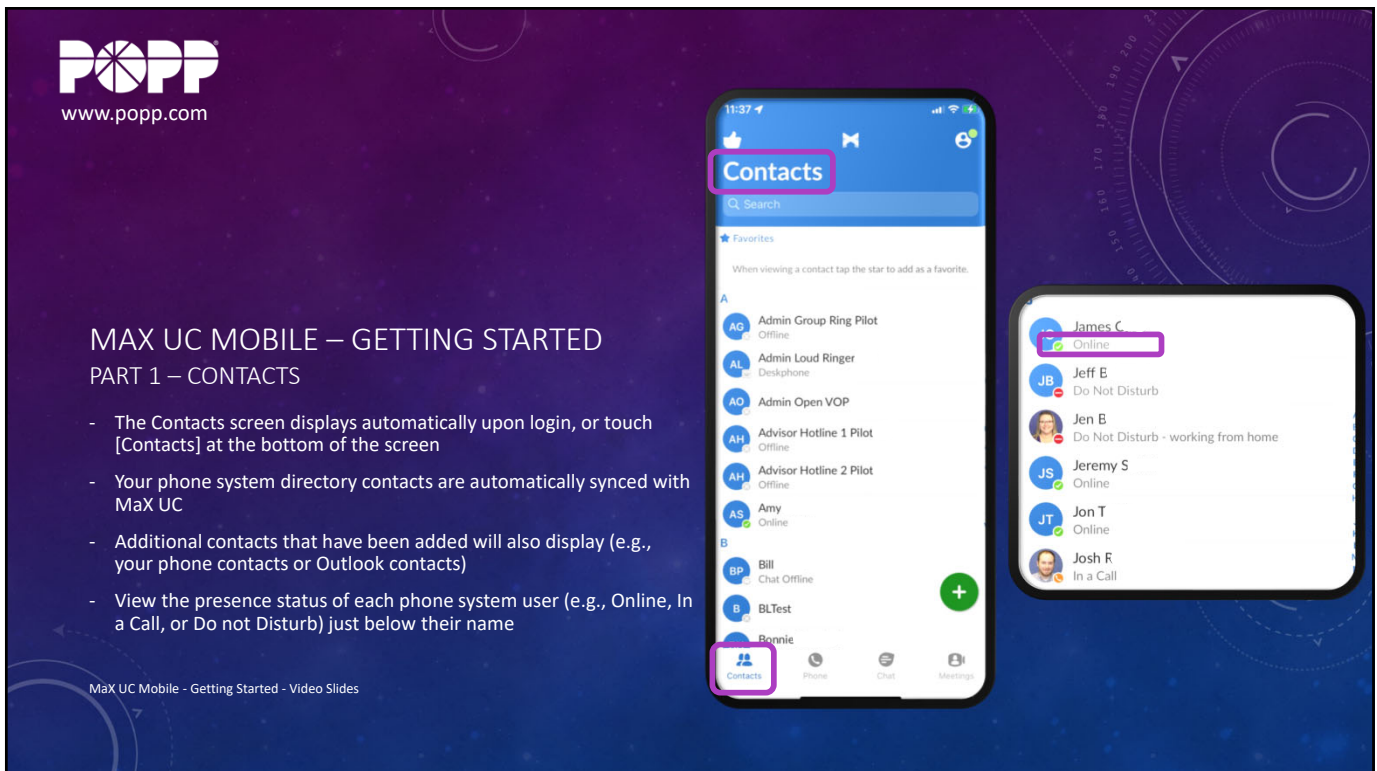 POPP
www.popp.com
MAX UC MOBILE – GETTING STARTED
PART 1 – CONTACTS
- The Contacts screen displays automatically upon login, or touch
[Contacts] at the bottom of the screen
- Your phone system directory contacts are automatically synced with
MaX UC
- Additional contacts that have been added will also display (e.g.,
your phone contacts or Outlook contacts)
- View the presence status of each phone system user (e.g., Online, In
a Call, or Do not Disturb) just below their name
MaX UC Mobile - Getting Started - Video Slides
11:37
Contacts
Search
Favorites
When viewing a contact tap the star to add as a favorite.
A
AG Admin Group Ring Pilot
Offline
AL Admin Loud Ringer
Deskphone
AO Admin Open VOP
AH Advisor Hotline 1 Pilot
Offline
AH Advisor Hotline 2 Pilot
Offline
AS Amy
Online
B
BP Bill
Chat Offline
B BLTest
Bonnie
+
Contacts Phone Chat Meetings
James C
Online
JB Jeff B
Do Not Disturb
Jen B
Do Not Disturb - working from home
JS Jeremy S
Online
JT Jon T
Online
Josh R
In a Call
200
190
180
170
160
150